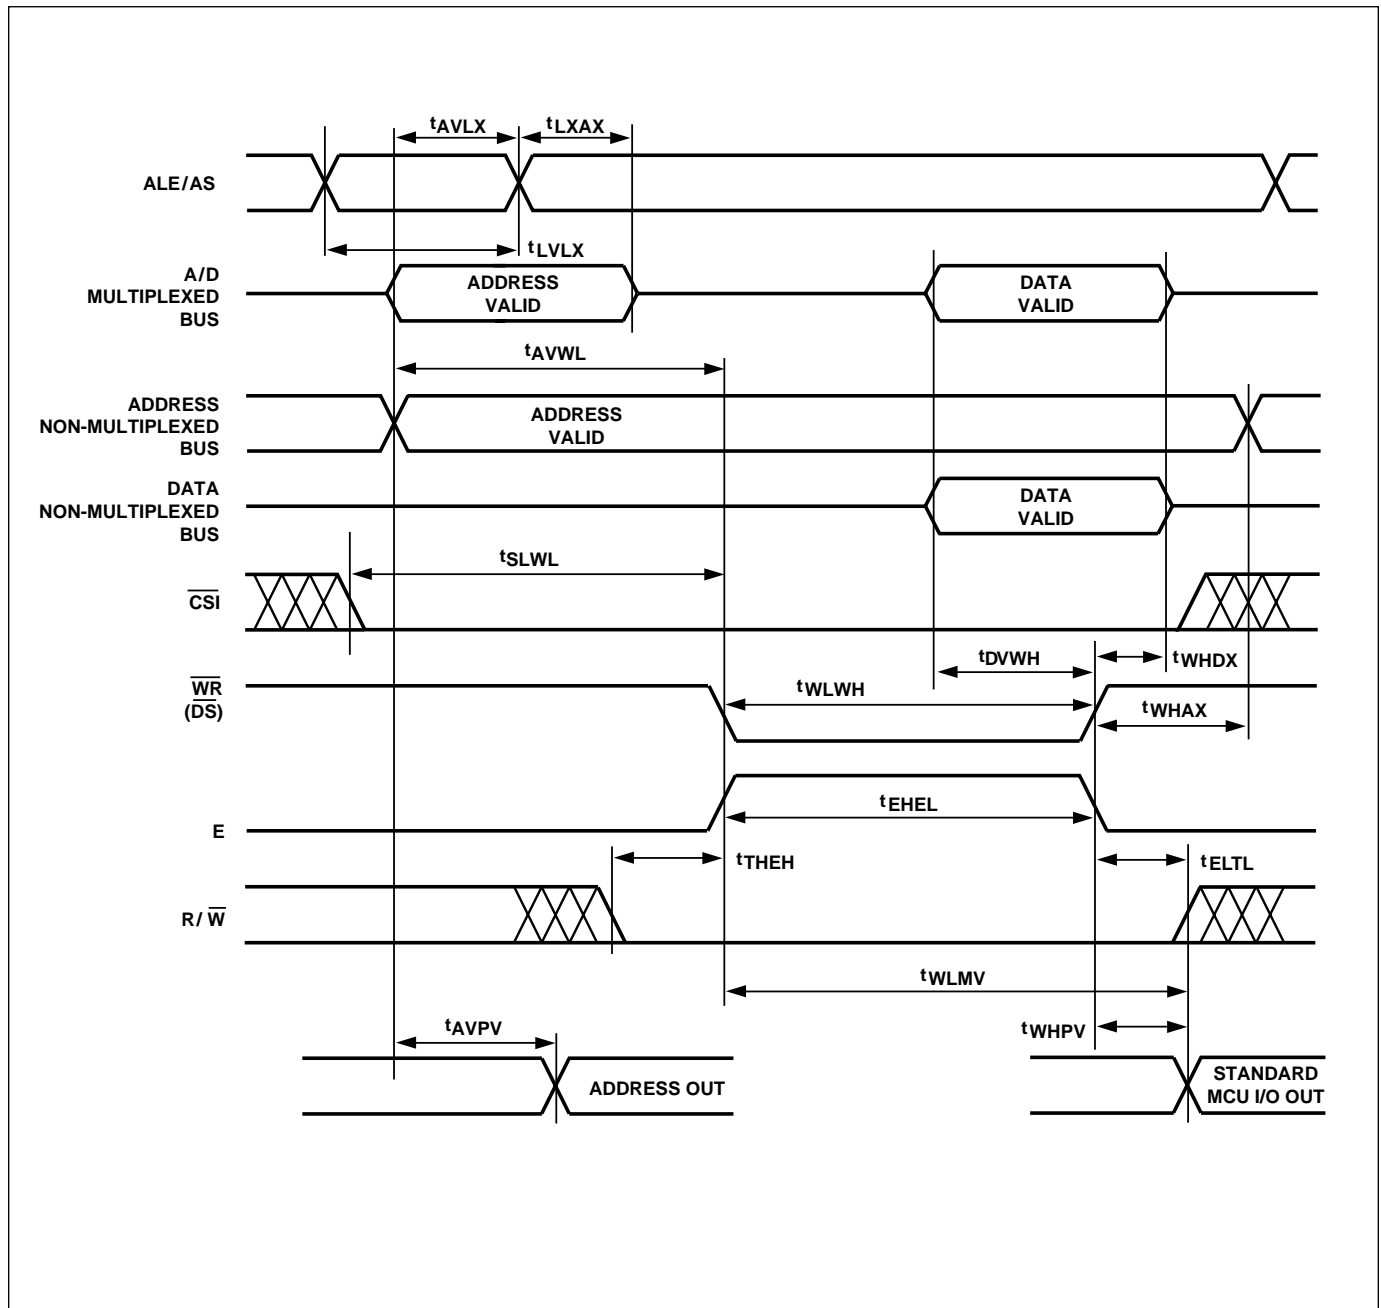 tAVLX
tLXAX
ALE/AS
tLVLX
A/D
MULTIPLEXED
BUS
ADDRESS
VALID
DATA
VALID
tAVWL
ADDRESS
NON-MULTIPLEXED
BUS
ADDRESS
VALID
DATA
NON-MULTIPLEXED
BUS
DATA
VALID
tSLWL
CSI
tDVWH
tWHDX
WR
(DS)
tWLWH
tWHAX
tEHEL
E
tTHEH
tELTL
R/W
tWLMV
tAVPV
tWHPV
ADDRESS OUT
STANDARD
MCU I/O OUT